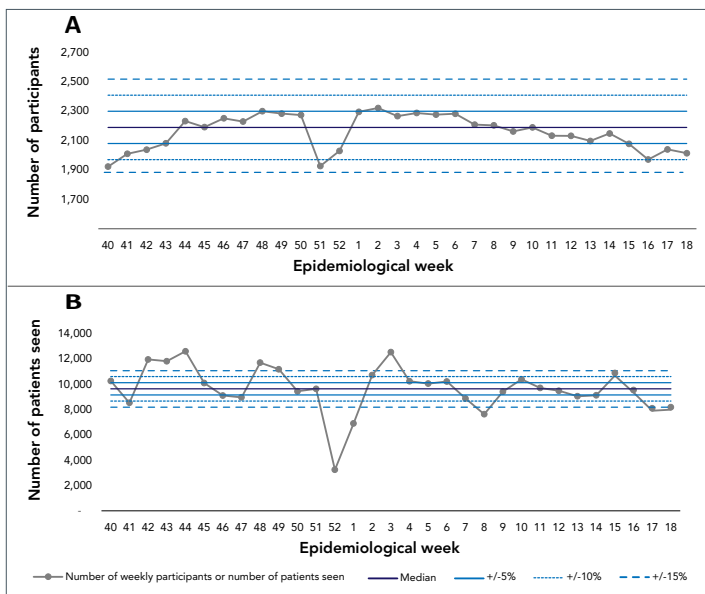 A
Number of participants
2,700
2,500
2,300
2,100
1,900
1,700
40 41 42 43 44 45 46 47 48 49 50 51 52 1 2 3 4 5 6 7 8 9 10 11 12 13 14 15 16 17 18
Epidemiological week
B
Number of patients seen
14,000
12,000
10,000
8,000
6,000
4,000
2,000
-
40 41 42 43 44 45 46 47 48 49 50 51 52 1 2 3 4 5 6 7 8 9 10 11 12 13 14 15 16 17 18
Epidemiological week
Number of weekly participants or number of patients seen Median +/-5% +/-10% +/-15%